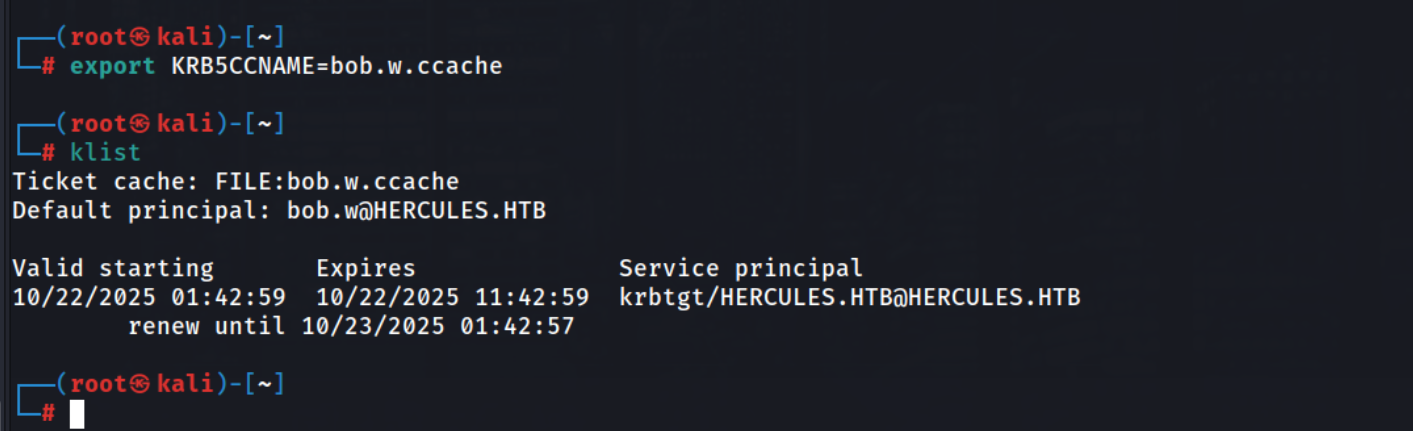 ┌──(root㉿kali)-[~]
└─# export KRB5CCNAME=bob.w.ccache
┌──(root㉿kali)-[~]
└─# klist
Ticket cache: FILE:bob.w.ccache
Default principal: bob.w@HERCULES.HTB
Valid starting       Expires              Service principal
10/22/2025 01:42:59  10/22/2025 11:42:59  krbtgt/HERCULES.HTB@HERCULES.HTB
        renew until 10/23/2025 01:42:57
┌──(root㉿kali)-[~]
└─#